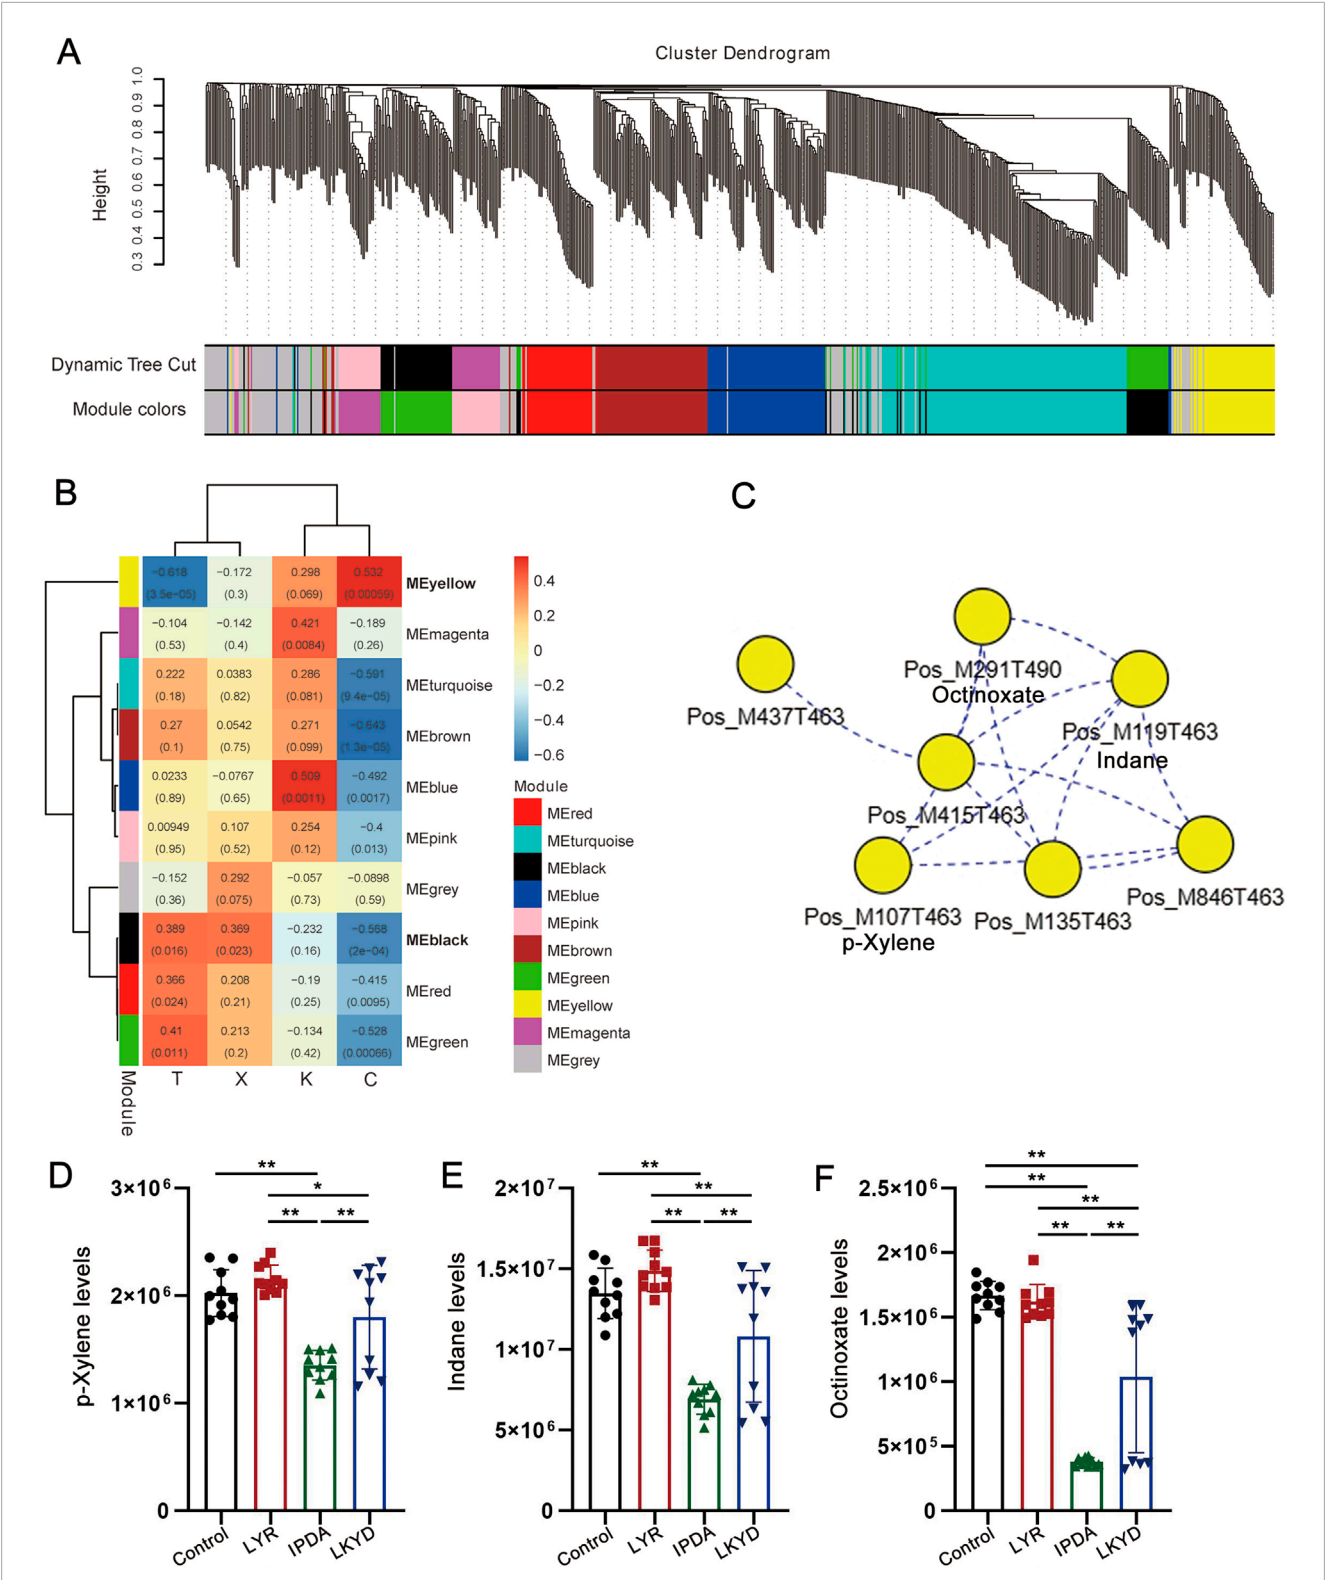 A
Cluster Dendrogram
Height
1.0
0.9
0.8
0.7
0.6
0.5
0.4
0.3
Dynamic Tree Cut
Module colors
B
−0.618 −0.172 0.298 0.532 MEyellow
(3.5e−05) (0.3) (0.069) (0.00059)
−0.104 −0.142 0.421 −0.189 MEmagenta
(0.53) (0.4) (0.0084) (0.26)
0.222 0.0383 0.286 −0.591 MEturquoise
(0.18) (0.82) (0.081) (9.4e−05)
0.27 0.0542 0.271 −0.643 MEbrown
(0.1) (0.75) (0.099) (1.3e−05)
0.0233 −0.0767 0.509 −0.492 MEblue
(0.89) (0.65) (0.0011) (0.0017)
0.00949 0.107 0.254 −0.4 MEpink
(0.95) (0.52) (0.12) (0.013)
−0.152 0.292 −0.057 −0.0898 MEgrey
(0.36) (0.075) (0.73) (0.59)
0.389 0.369 −0.232 −0.568 MEblack
(0.016) (0.023) (0.16) (2e−04)
0.366 0.208 −0.19 −0.415 MEred
(0.024) (0.21) (0.25) (0.0095)
0.41 0.213 −0.134 −0.528 MEgreen
(0.011) (0.2) (0.42) (0.00066)
Module
T X K C
0.4
0.2
0
−0.2
−0.4
−0.6
Module
MEred
MEturquoise
MEblack
MEblue
MEpink
MEbrown
MEgreen
MEyellow
MEmagenta
MEgrey
C
Pos_M291T490
Octinoxate
Pos_M437T463
Pos_M119T463
Indane
Pos_M415T463
Pos_M846T463
Pos_M107T463
p-Xylene
Pos_M135T463
D
**
*
** **
p-Xylene levels
3×10⁶
2×10⁶
1×10⁶
0
Control LYR IPDA LKYD
E
**
**
** **
Indane levels
2×10⁷
1.5×10⁷
1×10⁷
5×10⁶
0
Control LYR IPDA LKYD
F
**
**
**
** **
Octinoxate levels
2.5×10⁶
2×10⁶
1.5×10⁶
1×10⁶
5×10⁵
0
Control LYR IPDA LKYD